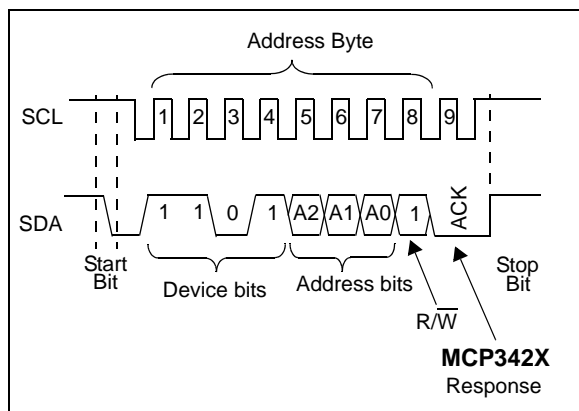 Address Byte
SCL 1 2 3 4 5 6 7 8 9
SDA 1 1 0 1 A2 A1 A0 1 ACK
Start Bit
Device bits
Address bits
Stop Bit
R/W̅
MCP342X
Response